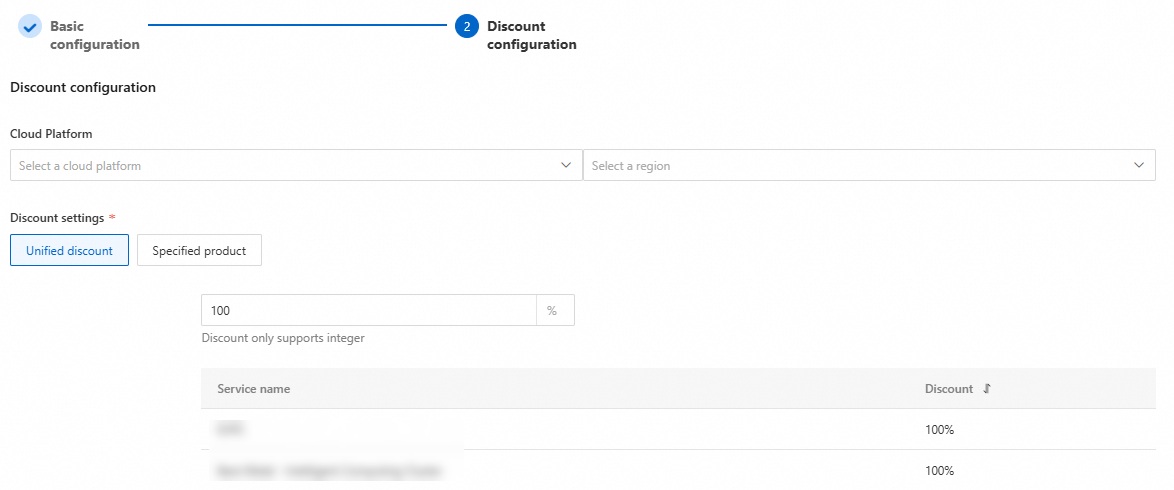 Basic
configuration
2
Discount
configuration
Discount configuration
Cloud Platform
Select a cloud platform
Select a region
Discount settings *
Unified discount
Specified product
100
%
Discount only supports integer
Service name
Discount
100%
100%